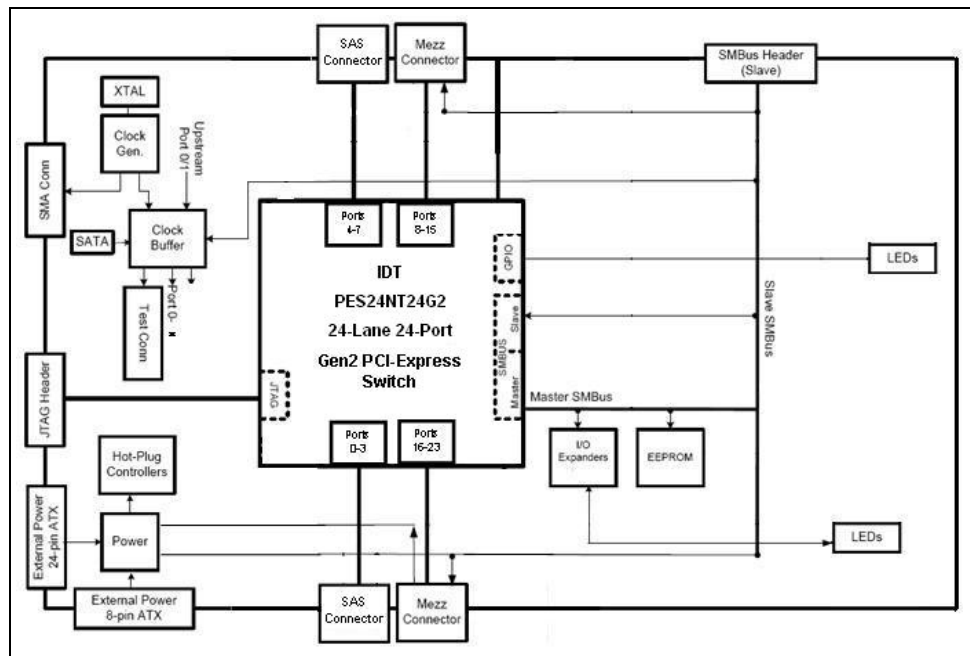 SAS
Connector
Mezz
Connector
SMBus Header
(Slave)
XTAL
Clock
Gen.
Upstream
Port 0/1
SMA Conn
SATA
Clock
Buffer
Port 0-
Test Conn
Ports
4-7
Ports
8-15
GPIO
LEDs
IDT
PES24NT24G2
24-Lane 24-Port
Gen2 PCI-Express
Switch
Slave
SMBUS
Master
Slave SMBus
JTAG
JTAG Header
Master SMBus
Ports
0-3
Ports
16-23
I/O
Expanders
EEPROM
Hot-Plug
Controllers
External Power
24-pin ATX
Power
LEDs
External Power
8-pin ATX
SAS
Connector
Mezz
Connector